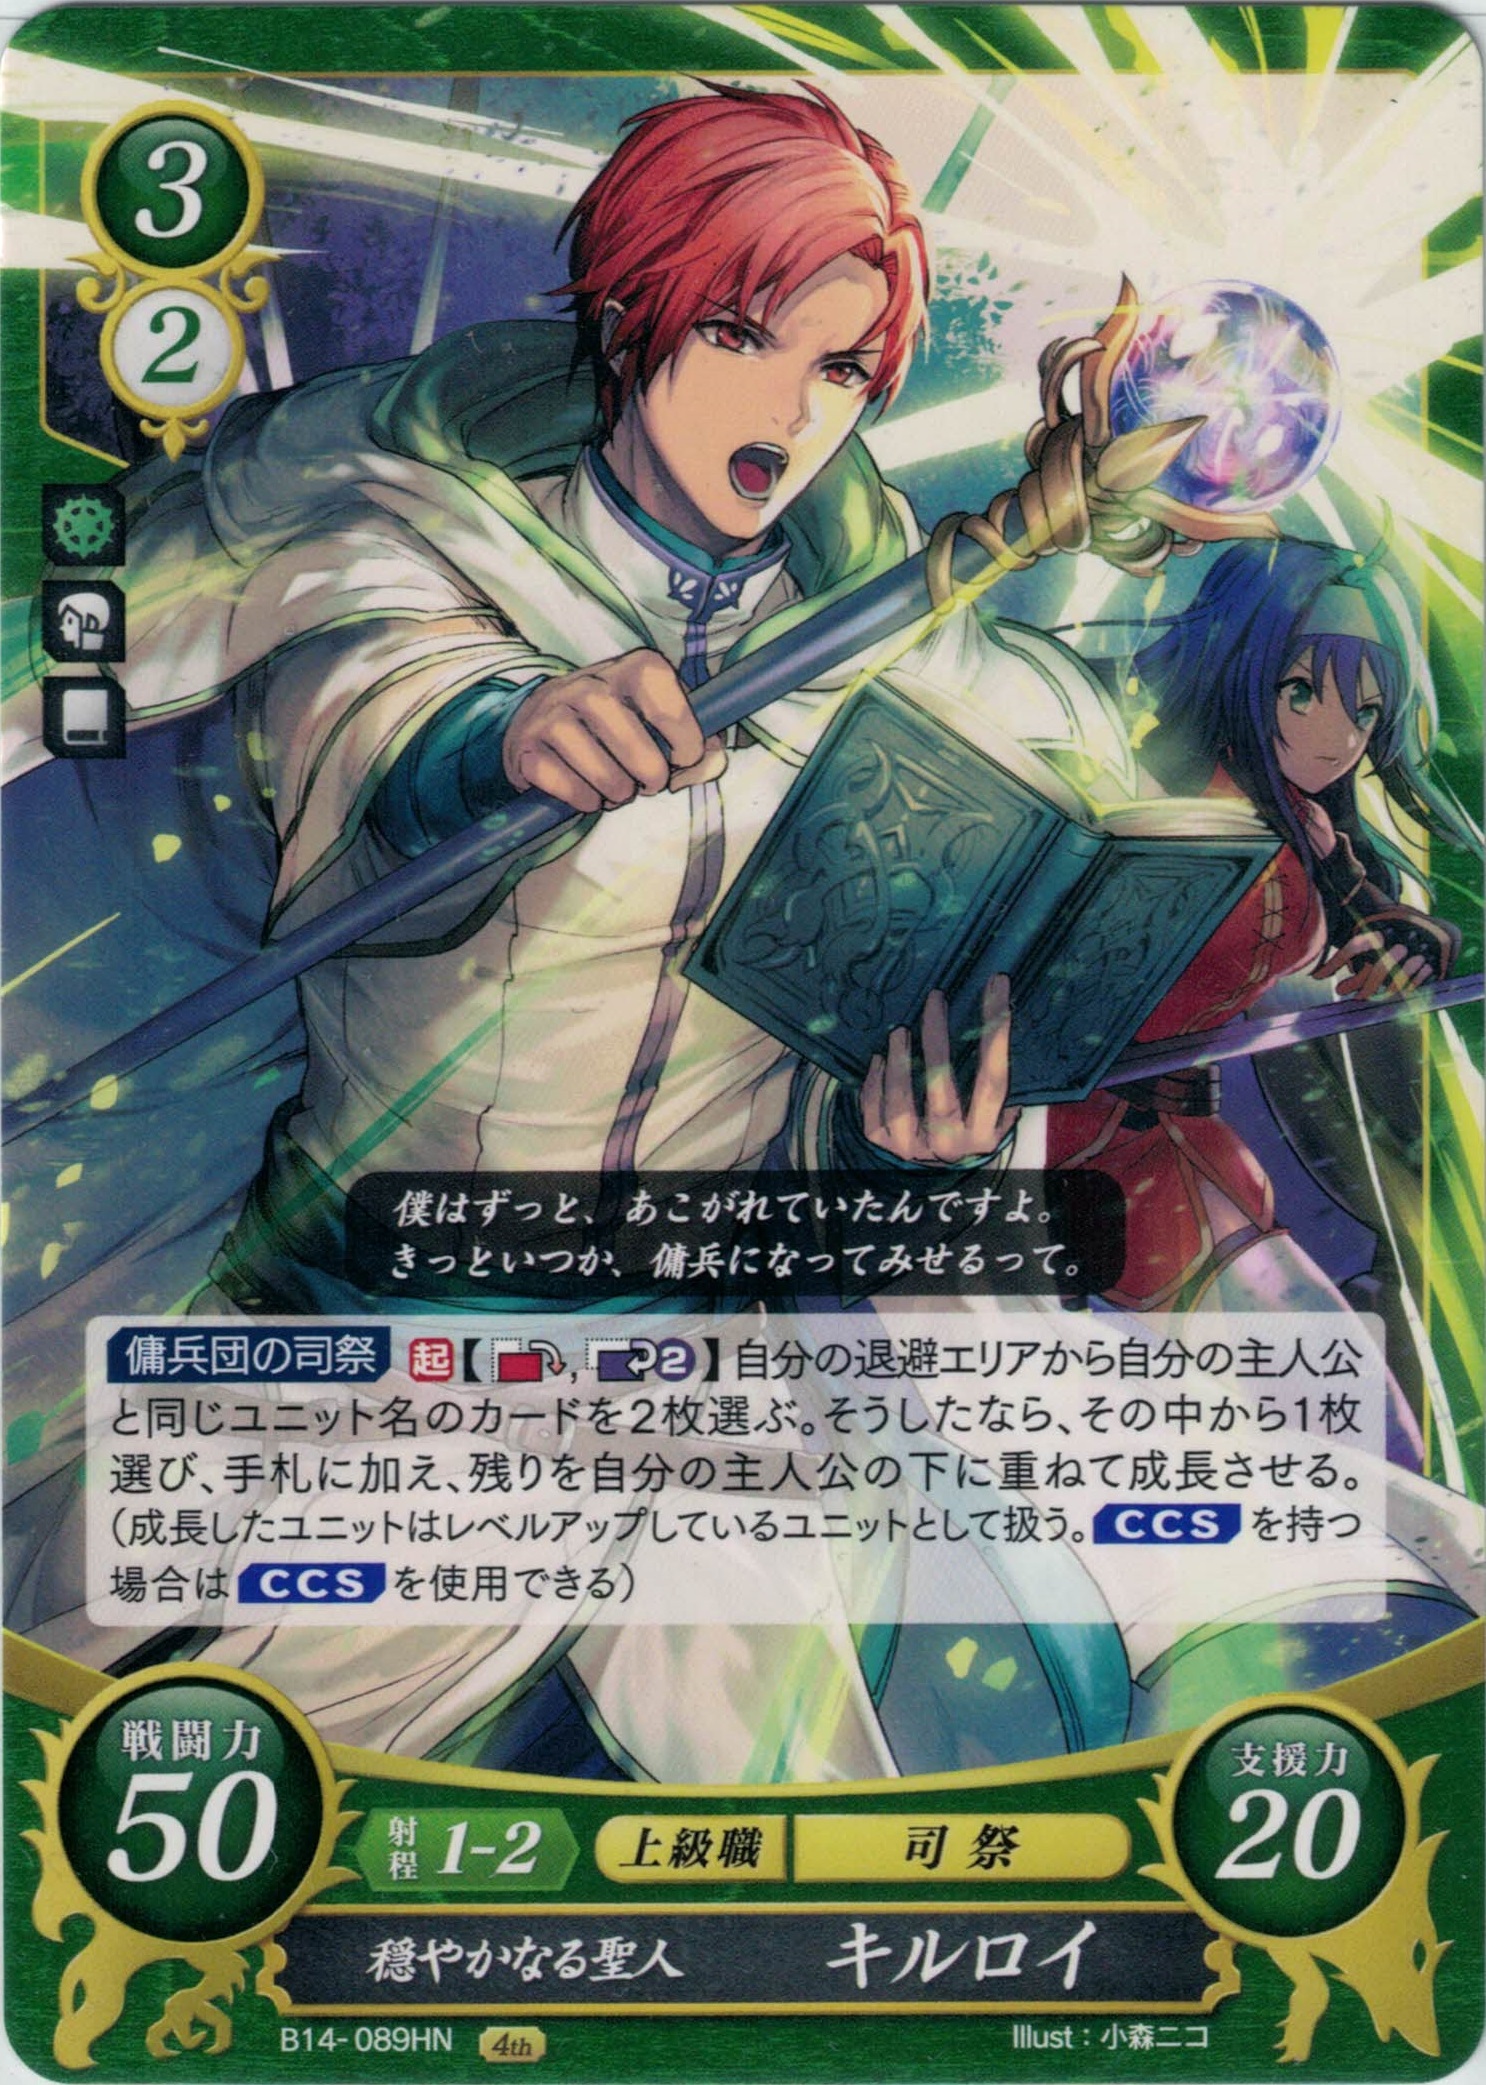 3
2
僕はずっと、あこがれていたんですよ。
きっといつか、傭兵になってみせるって。
傭兵団の司祭 起【 , 2】自分の退避エリアから自分の主人公
と同じユニット名のカードを2枚選ぶ。そうしたなら、その中から1枚
選び、手札に加え、残りを自分の主人公の下に重ねて成長させる。
（成長したユニットはレベルアップしているユニットとして扱う。CCSを持つ
場合はCCSを使用できる）
戦闘力
50
射程 1-2
上級職 司祭
支援力
20
穏やかなる聖人 キルロイ
B14-089HN 4th Illust：小森ニコ